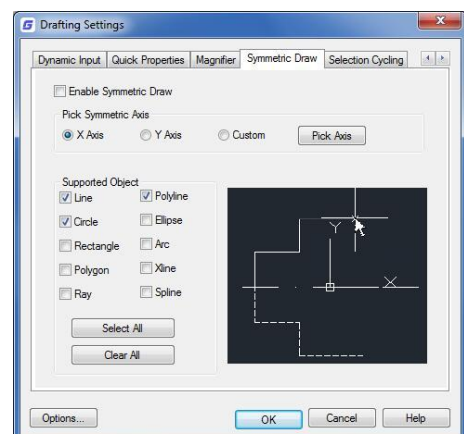 Drafting Settings
Dynamic Input Quick Properties Magnifier Symmetric Draw Selection Cycling
Enable Symmetric Draw
Pick Symmetric Axis
X Axis Y Axis Custom Pick Axis
Supported Object
Line Polyline
Circle Ellipse
Rectangle Arc
Polygon Xline
Ray Spline
Select All
Clear All
Y
X
Options... OK Cancel Help